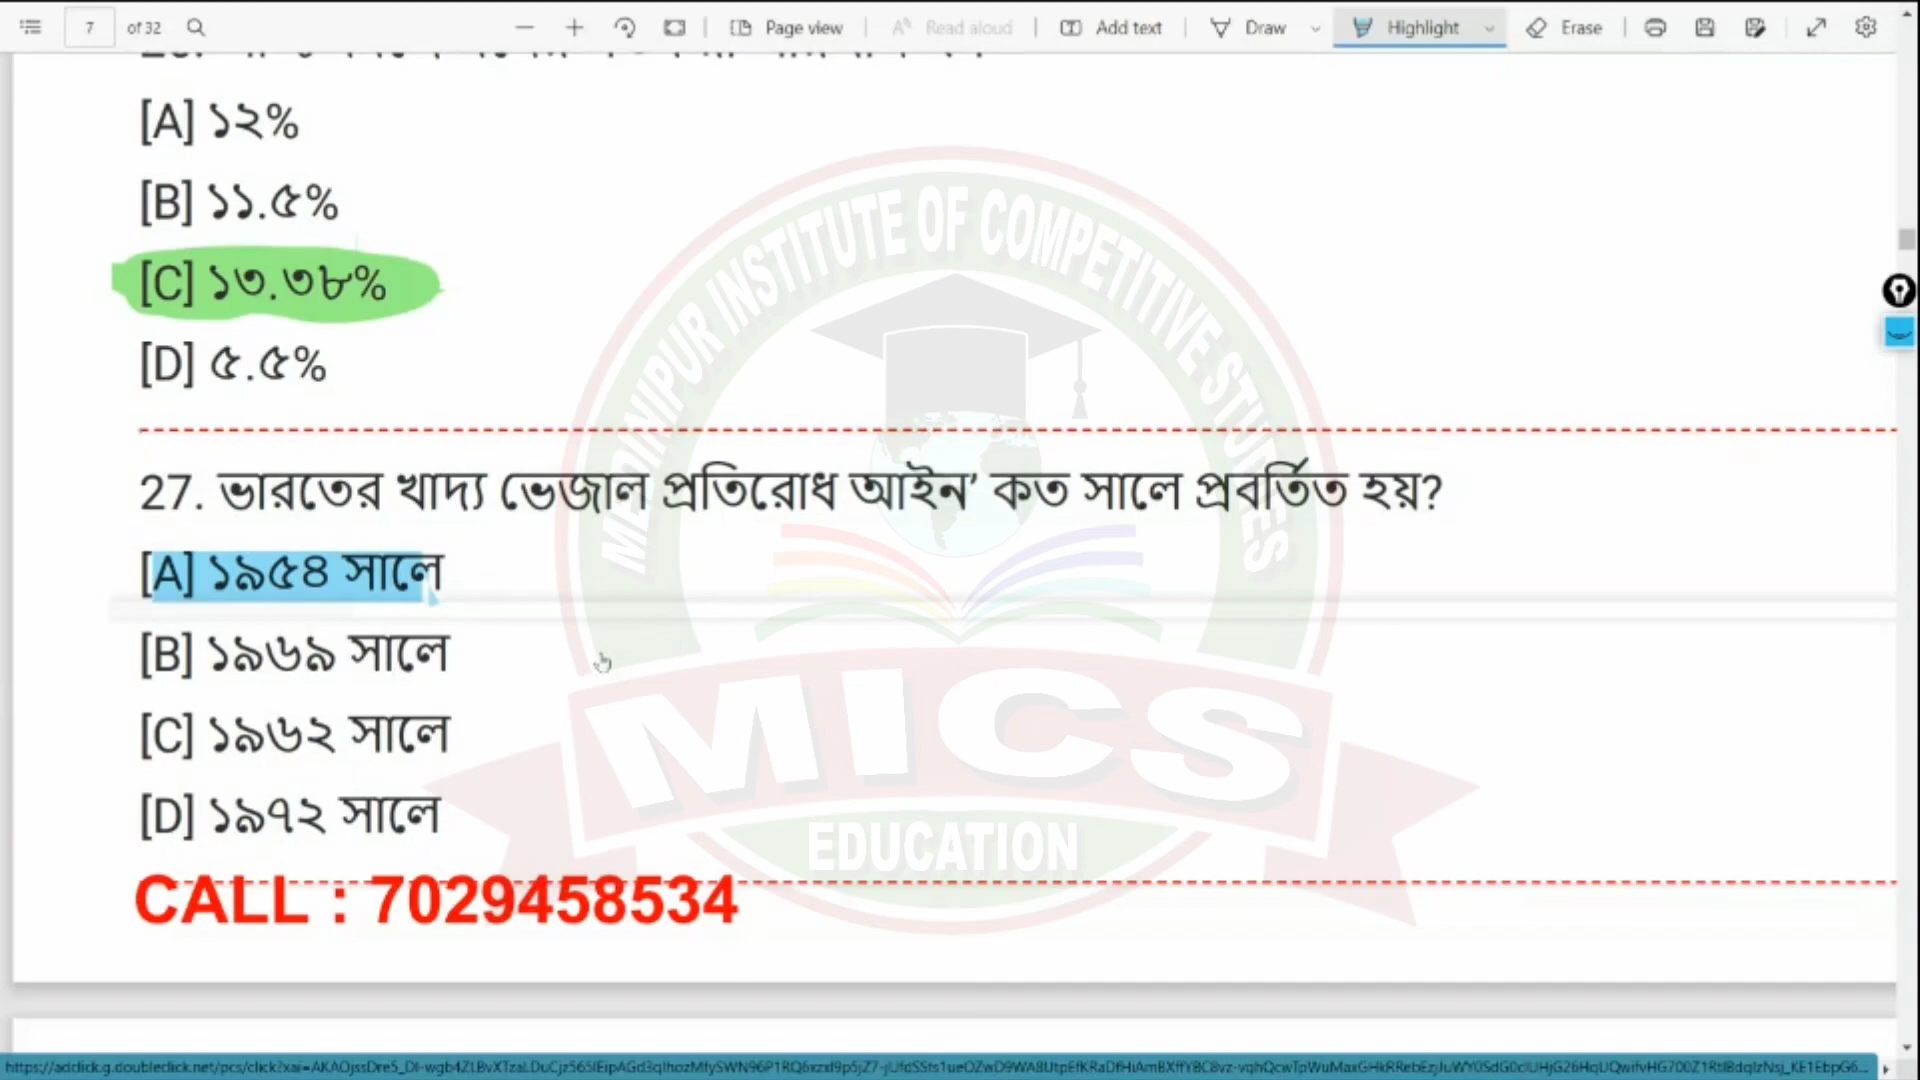 7 of 32 Page view Read aloud Add text Draw Highlight Erase
[A] ১২%
[B] ১১.৫%
[C] ১৩.৩৮%
[D] ৫.৫%
27. ভারতের খাদ্য ভেজাল প্রতিরোধ আইন’ কত সালে প্রবর্তিত হয়?
[A] ১৯৫৪ সালে
[B] ১৯৬৯ সালে
[C] ১৯৬২ সালে
[D] ১৯৭২ সালে
MEDINIPUR INSTITUTE OF COMPETITIVE STUDIES
MICS
EDUCATION
CALL : 7029458534